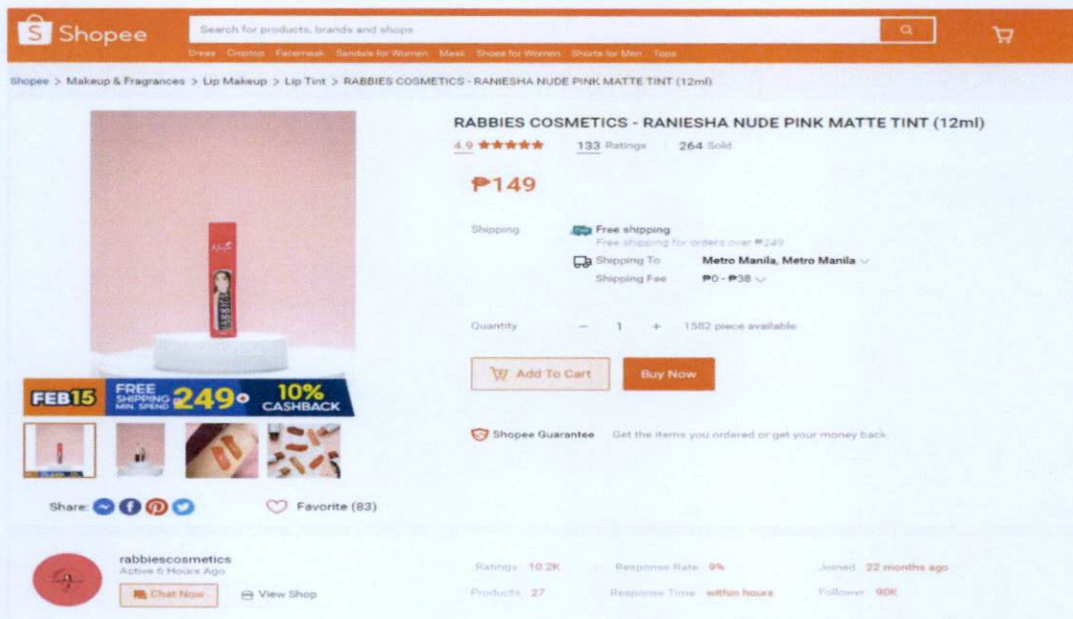 Shopee
Search for products, brands and shops
Dress Croptop Facemask Sandals for Women Mask Shoes for Women Shorts for Men Tops
Shopee > Makeup & Fragrances > Lip Makeup > Lip Tint > RABBIES COSMETICS - RANIESHA NUDE PINK MATTE TINT (12ml)
RABBIES COSMETICS - RANIESHA NUDE PINK MATTE TINT (12ml)
4.9 133 Ratings 264 Sold
₱149
Shipping Free shipping
Free shipping for orders over ₱249
Shipping To Metro Manila, Metro Manila
Shipping Fee ₱0 - ₱38
Quantity − 1 + 1582 piece available
Add To Cart Buy Now
RABBIES
FEB 15 FREE SHIPPING MIN. SPEND 249 10% CASHBACK
Shopee Guarantee Get the items you ordered or get your money back
Share: Favorite (83)
rabbiescosmetics
Active 6 Hours Ago
Chat Now View Shop
Ratings 10.2K Response Rate 9% Joined 22 months ago
Products 27 Response Time within hours Follower 90K